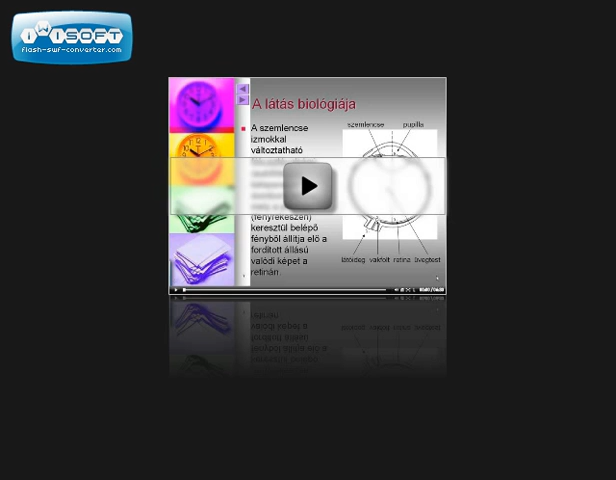 iWiSOFT
flash-swf-converter.com
A látás biológiája
A szemlencse
izmokkal
változtatható
(fényrekeszen)
keresztül belépő
fényből állítja elő a
fordított állású
valódi képet a
retinán.
szemlencse pupilla
látóideg vakfolt retina üvegtest